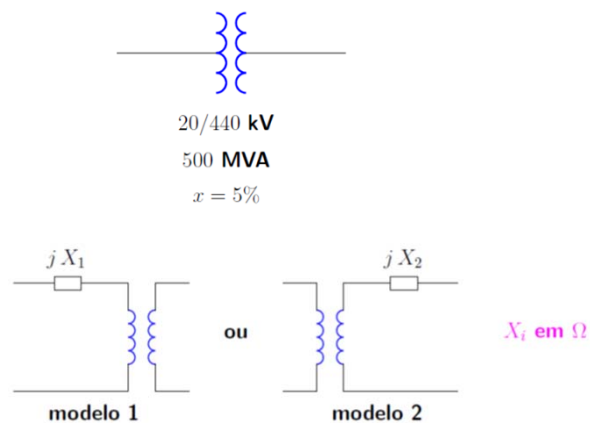 20/440 kV
500 MVA
x = 5%
j X₁
j X₂
ou
Xᵢ em Ω
modelo 1
modelo 2